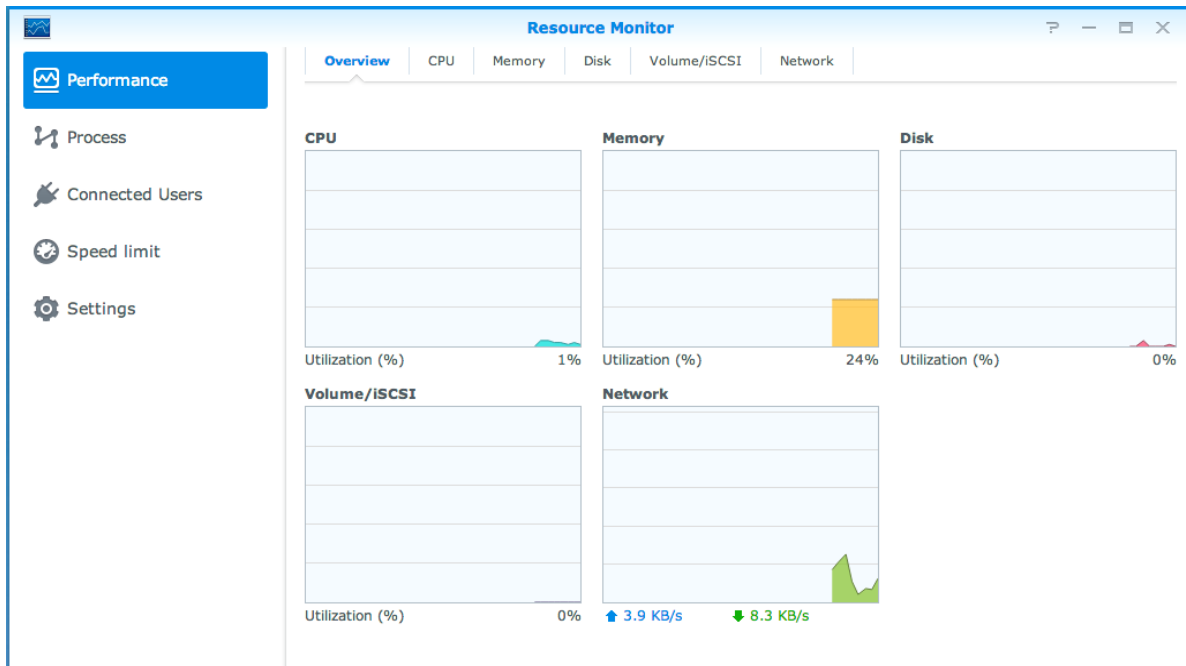 Resource Monitor
Performance
Process
Connected Users
Speed limit
Settings
Overview CPU Memory Disk Volume/iSCSI Network
CPU
Utilization (%) 1%
Memory
Utilization (%) 24%
Disk
Utilization (%) 0%
Volume/iSCSI
Utilization (%) 0%
Network
3.9 KB/s 8.3 KB/s